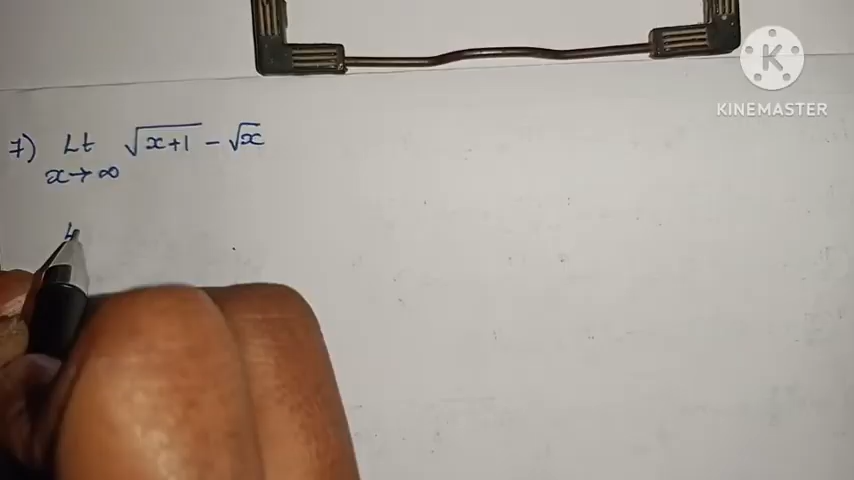 7) Lt √(x+1) - √x
x→∞
K
KINEMASTER